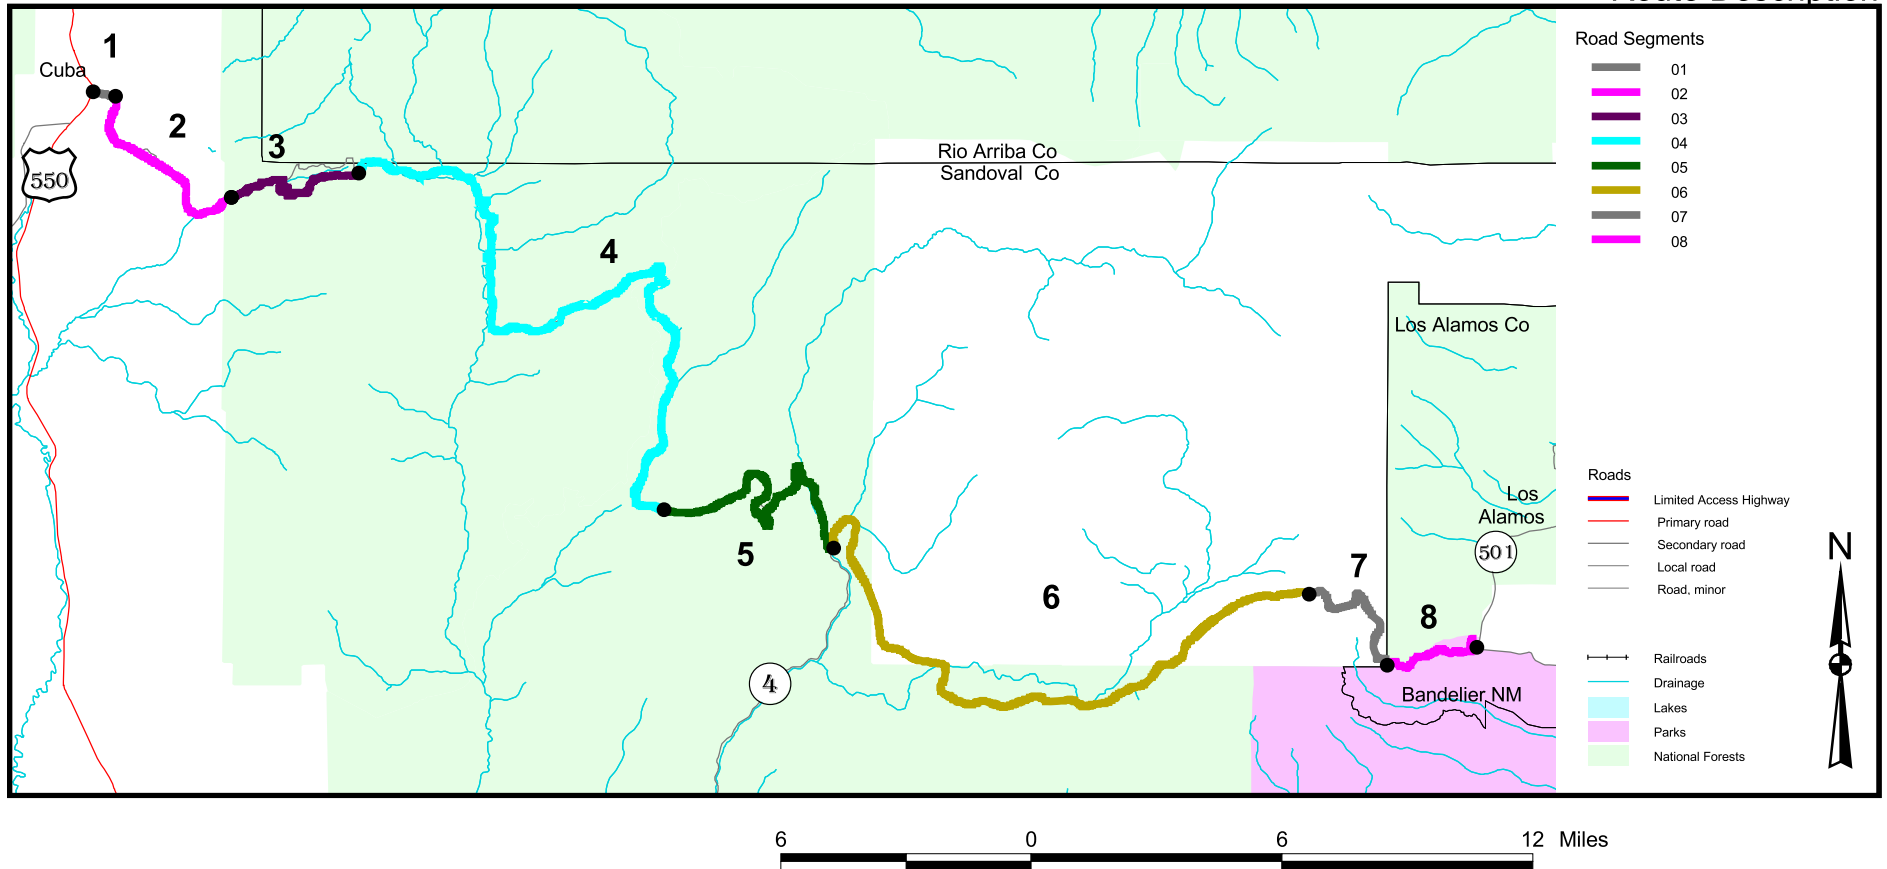 Route Description
1
Cuba
2
3
550
Rio Arriba Co
Sandoval Co
4
Los Alamos Co
Los
Alamos
501
5
6
7
8
4
Bandelier NM
Road Segments
01
02
03
04
05
06
07
08
Roads
Limited Access Highway
Primary road
Secondary road
Local road
Road, minor
Railroads
Drainage
Lakes
Parks
National Forests
N
6 0 6 12 Miles